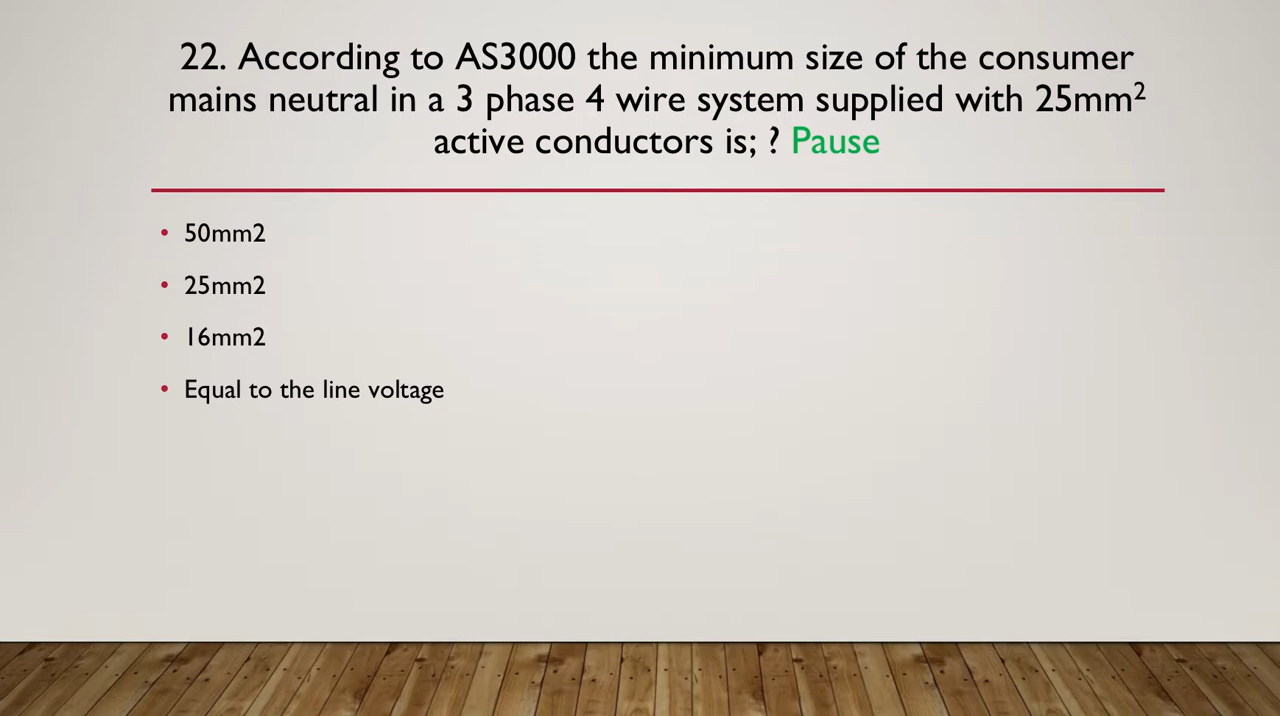 22. According to AS3000 the minimum size of the consumer
mains neutral in a 3 phase 4 wire system supplied with 25mm²
active conductors is; ? Pause
• 50mm2
• 25mm2
• 16mm2
• Equal to the line voltage